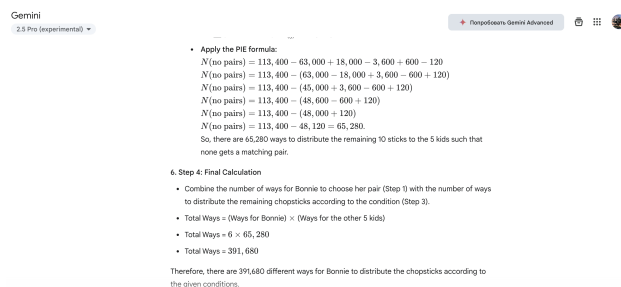 Gemini
2.5 Pro (experimental)
Попробовать Gemini Advanced
• Apply the PIE formula:
N(no pairs) = 113,400 − 63,000 + 18,000 − 3,600 + 600 − 120
N(no pairs) = 113,400 − (63,000 − 18,000 + 3,600 − 600 + 120)
N(no pairs) = 113,400 − (45,000 + 3,600 − 600 + 120)
N(no pairs) = 113,400 − (48,600 − 600 + 120)
N(no pairs) = 113,400 − (48,000 + 120)
N(no pairs) = 113,400 − 48,120 = 65,280.
So, there are 65,280 ways to distribute the remaining 10 sticks to the 5 kids such that
none gets a matching pair.
6. Step 4: Final Calculation
• Combine the number of ways for Bonnie to choose her pair (Step 1) with the number of ways
to distribute the remaining chopsticks according to the condition (Step 3).
• Total Ways = (Ways for Bonnie) × (Ways for the other 5 kids)
• Total Ways = 6 × 65,280
• Total Ways = 391,680
Therefore, there are 391,680 different ways for Bonnie to distribute the chopsticks according to
the given conditions.